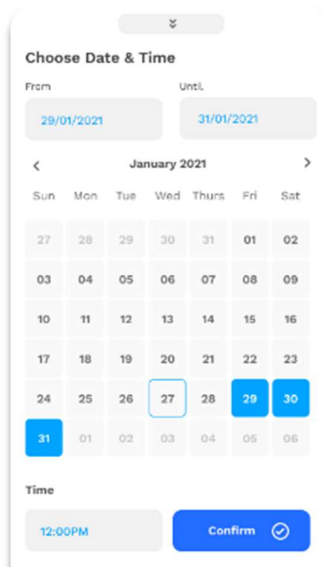 Choose Date & Time
From Until
29/01/2021 31/01/2021
January 2021
Sun Mon Tue Wed Thurs Fri Sat
27 28 29 30 31 01 02
03 04 05 06 07 08 09
10 11 12 13 14 15 16
17 18 19 20 21 22 23
24 25 26 27 28 29 30
31 01 02 03 04 05 06
Time
12:00PM Confirm